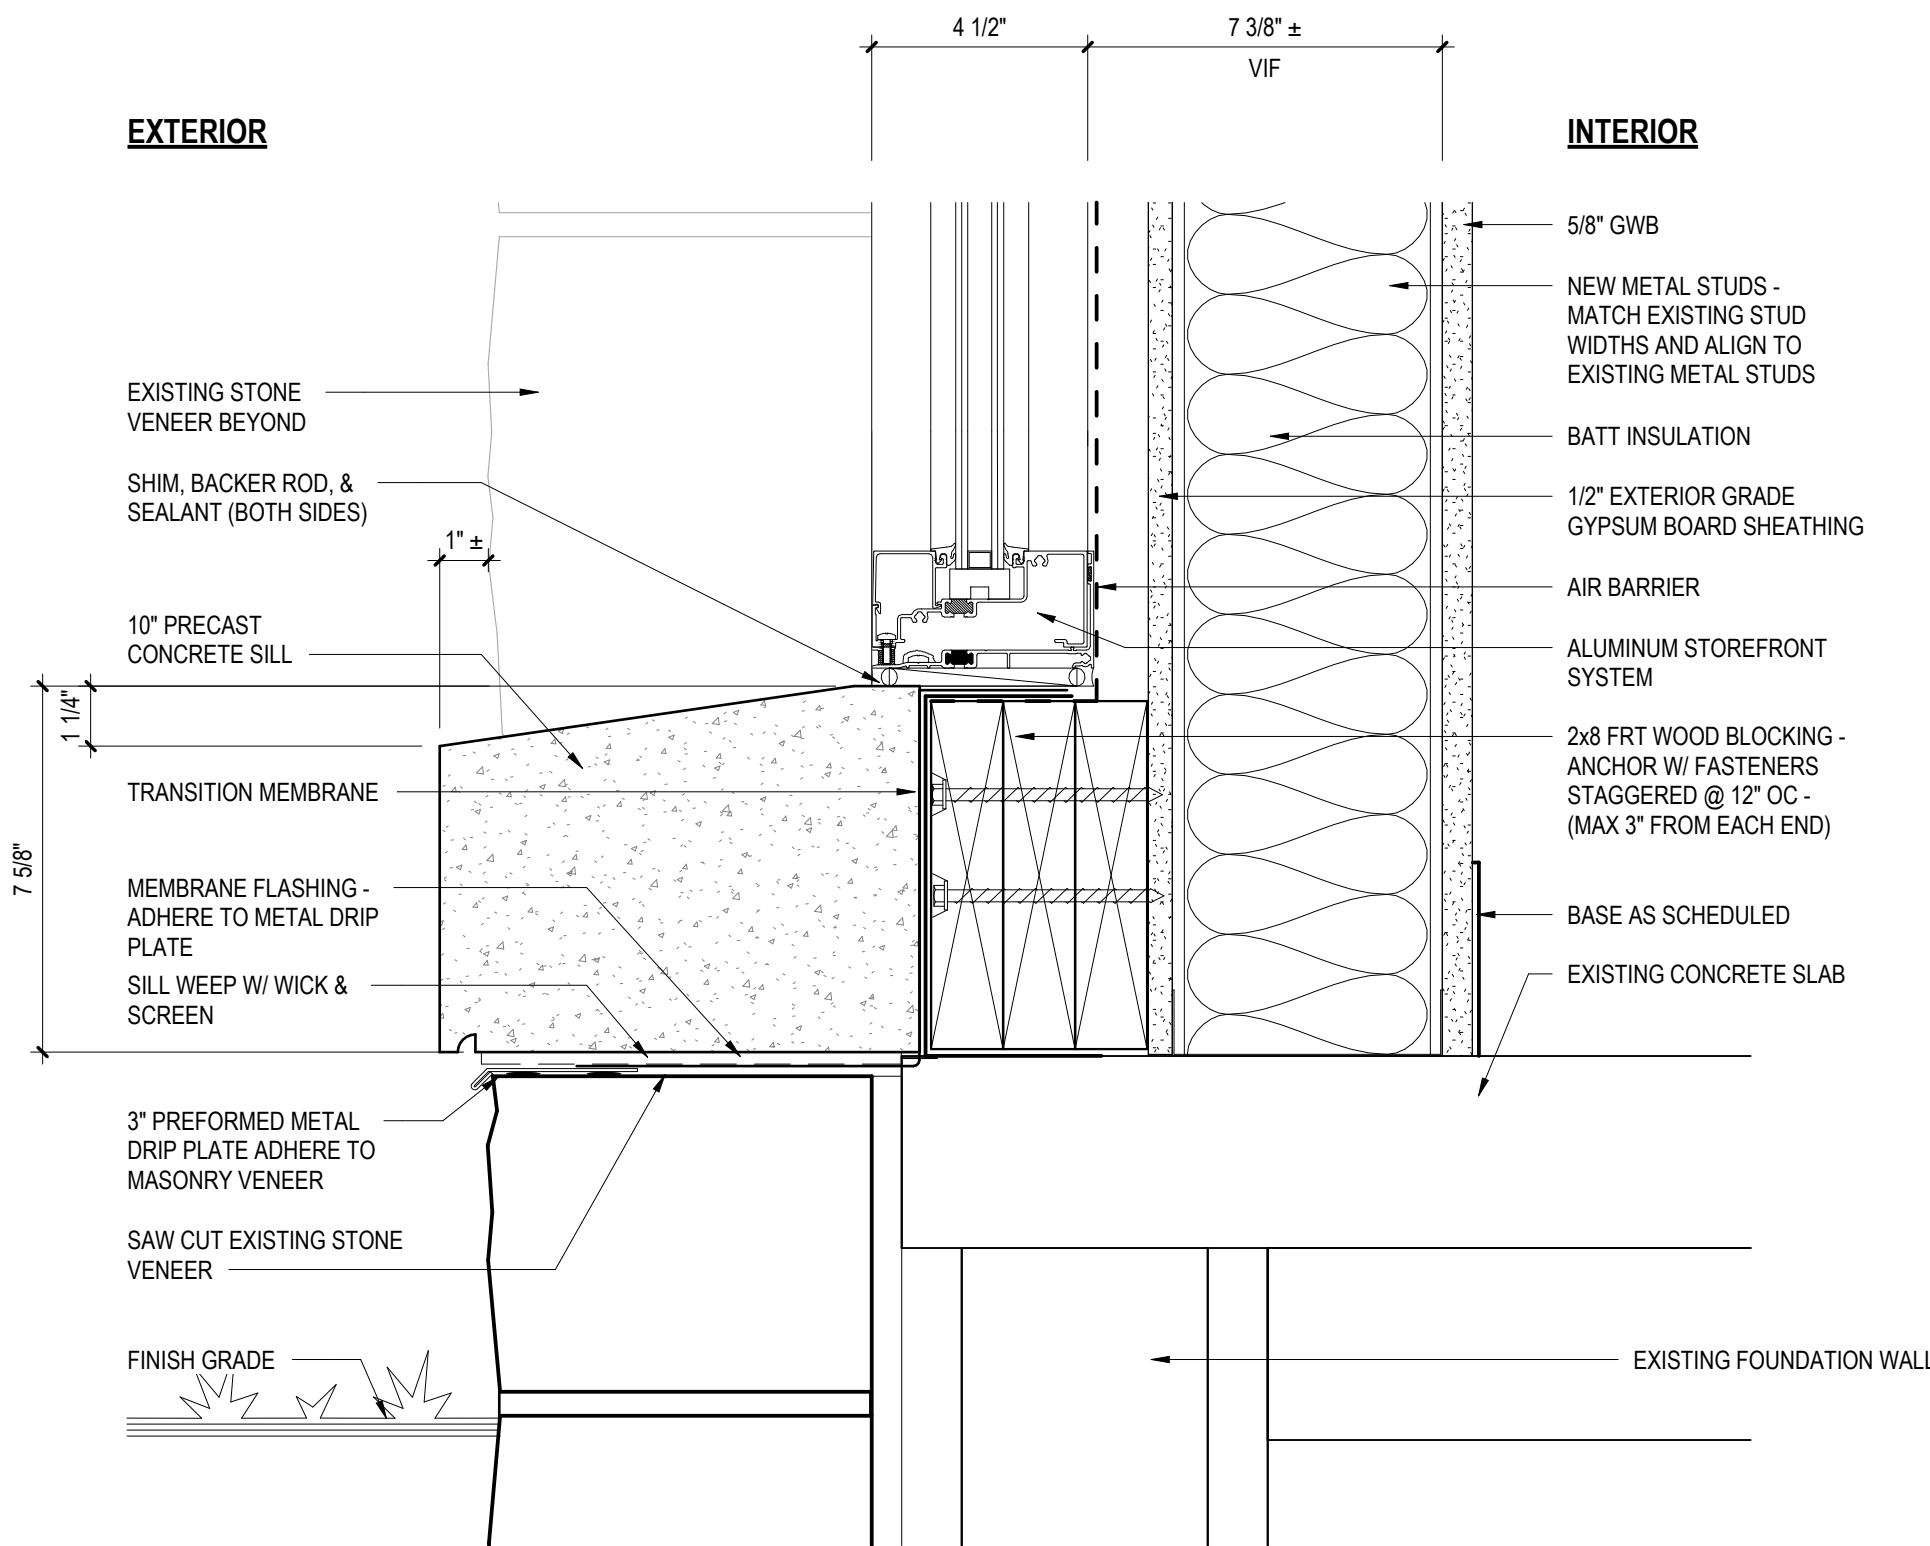 4 1/2"
7 3/8" ±
VIF
EXTERIOR
INTERIOR
EXISTING STONE
VENEER BEYOND
SHIM, BACKER ROD, &
SEALANT (BOTH SIDES)
1" ±
10" PRECAST
CONCRETE SILL
1 1/4"
7 5/8"
TRANSITION MEMBRANE
MEMBRANE FLASHING -
ADHERE TO METAL DRIP
PLATE
SILL WEEP W/ WICK &
SCREEN
3" PREFORMED METAL
DRIP PLATE ADHERE TO
MASONRY VENEER
SAW CUT EXISTING STONE
VENEER
FINISH GRADE
5/8" GWB
NEW METAL STUDS -
MATCH EXISTING STUD
WIDTHS AND ALIGN TO
EXISTING METAL STUDS
BATT INSULATION
1/2" EXTERIOR GRADE
GYPSUM BOARD SHEATHING
AIR BARRIER
ALUMINUM STOREFRONT
SYSTEM
2x8 FRT WOOD BLOCKING -
ANCHOR W/ FASTENERS
STAGGERED @ 12" OC -
(MAX 3" FROM EACH END)
BASE AS SCHEDULED
EXISTING CONCRETE SLAB
EXISTING FOUNDATION WALL